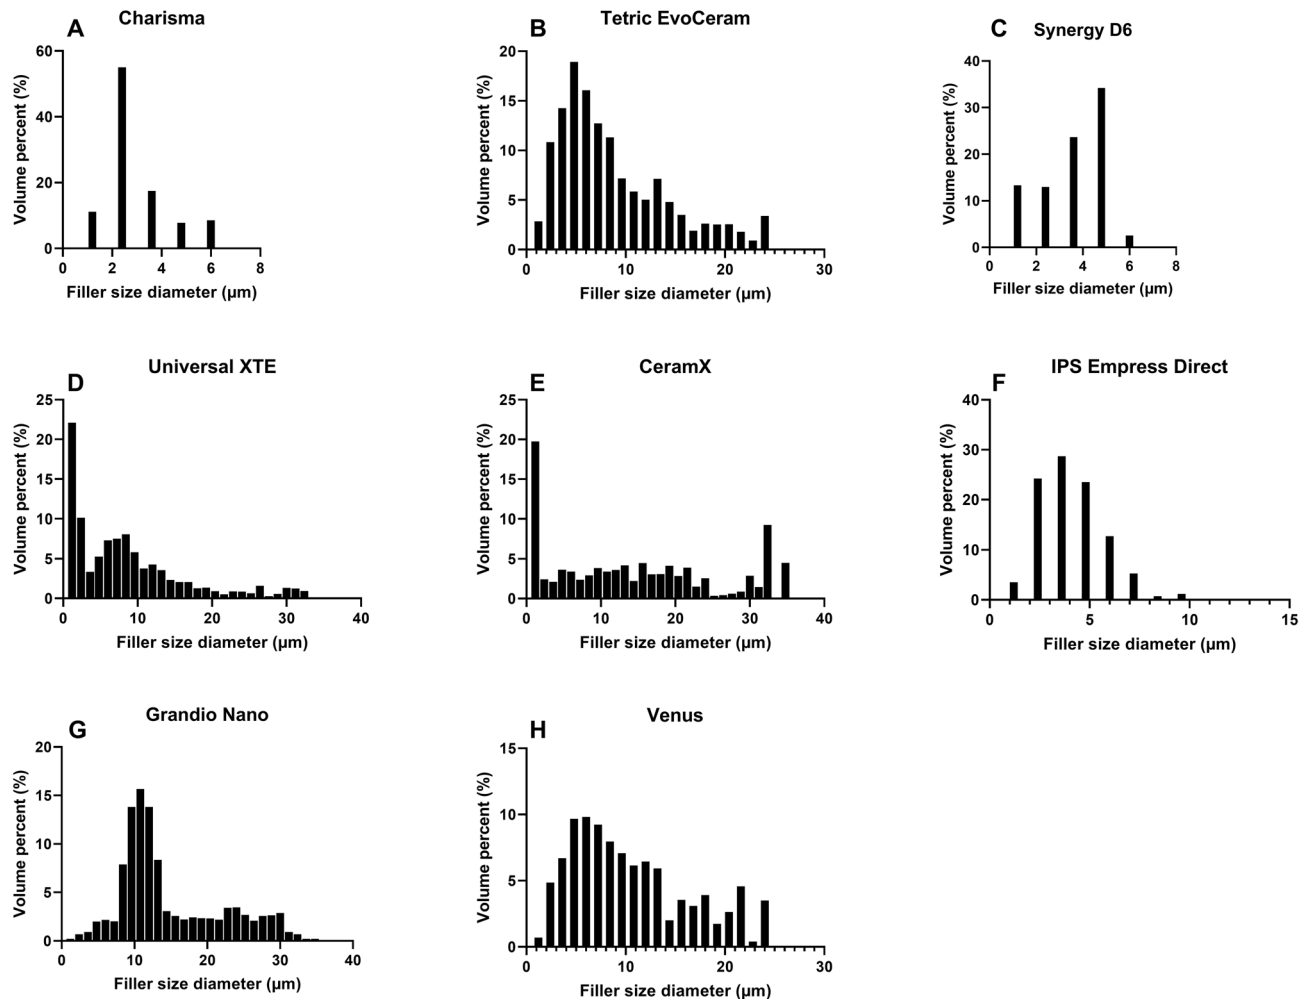 A
Charisma
Volume percent (%)
60
40
20
0
0 2 4 6 8
Filler size diameter (µm)
B
Tetric EvoCeram
Volume percent (%)
20
15
10
5
0
0 10 20 30
Filler size diameter (µm)
C
Synergy D6
Volume percent (%)
40
30
20
10
0
0 2 4 6 8
Filler size diameter (µm)
D
Universal XTE
Volume percent (%)
25
20
15
10
5
0
0 10 20 30 40
Filler size diameter (µm)
E
CeramX
Volume percent (%)
25
20
15
10
5
0
0 10 20 30 40
Filler size diameter (µm)
F
IPS Empress Direct
Volume percent (%)
40
30
20
10
0
0 5 10 15
Filler size diameter (µm)
G
Grandio Nano
Volume percent (%)
20
15
10
5
0
0 10 20 30 40
Filler size diameter (µm)
H
Venus
Volume percent (%)
15
10
5
0
0 10 20 30
Filler size diameter (µm)